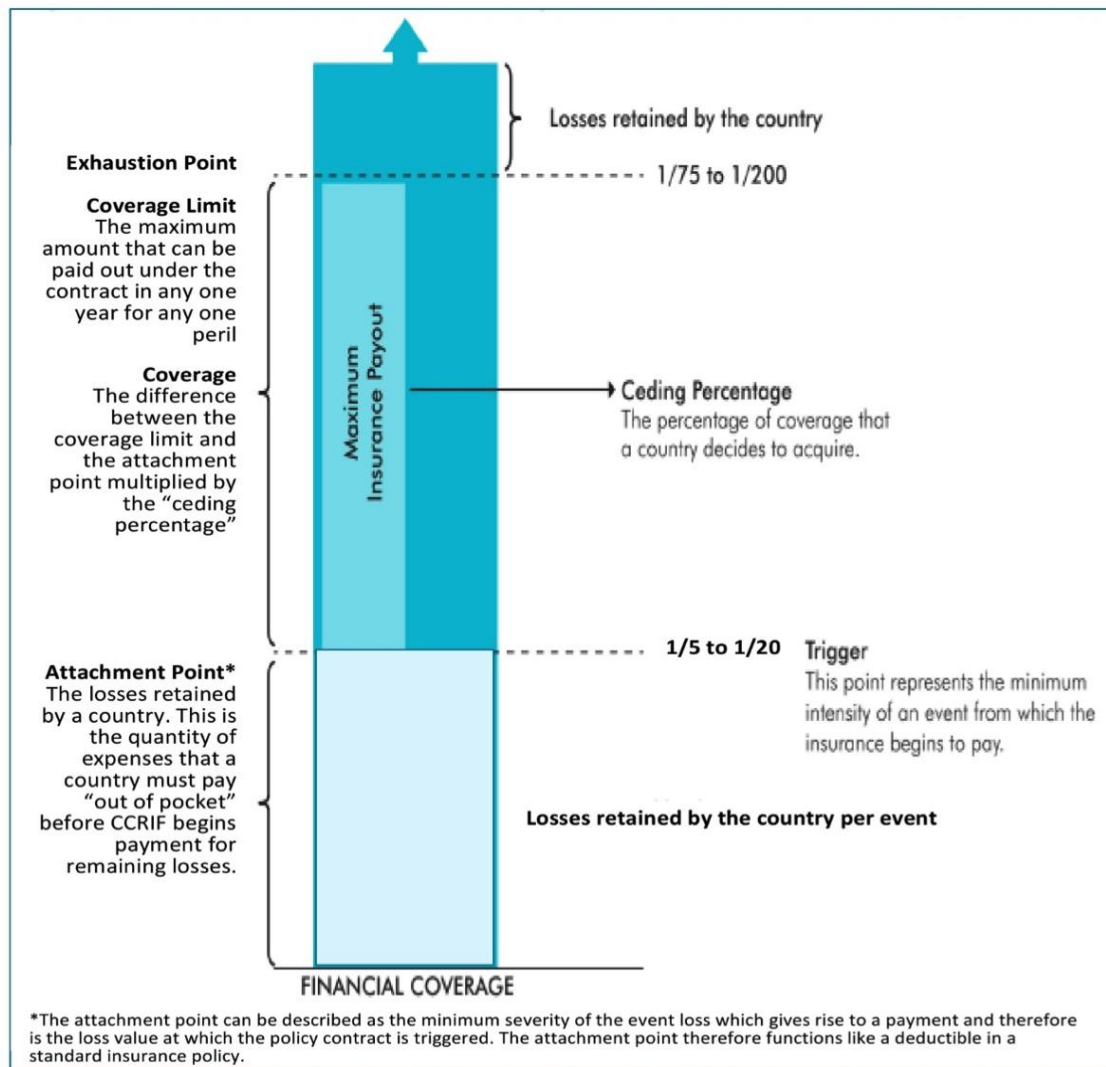 Losses retained by the country
Exhaustion Point
1/75 to 1/200
Coverage Limit
The maximum
amount that can be
paid out under the
contract in any one
year for any one
peril
Maximum
Insurance Payout
Coverage
The difference
between the
coverage limit and
the attachment
point multiplied by
the “ceding
percentage”
Ceding Percentage
The percentage of coverage that
a country decides to acquire.
1/5 to 1/20
Trigger
This point represents the minimum
intensity of an event from which the
insurance begins to pay.
Attachment Point*
The losses retained
by a country. This is
the quantity of
expenses that a
country must pay
“out of pocket”
before CCRIF begins
payment for
remaining losses.
Losses retained by the country per event
FINANCIAL COVERAGE
*The attachment point can be described as the minimum severity of the event loss which gives rise to a payment and therefore
is the loss value at which the policy contract is triggered. The attachment point therefore functions like a deductible in a
standard insurance policy.